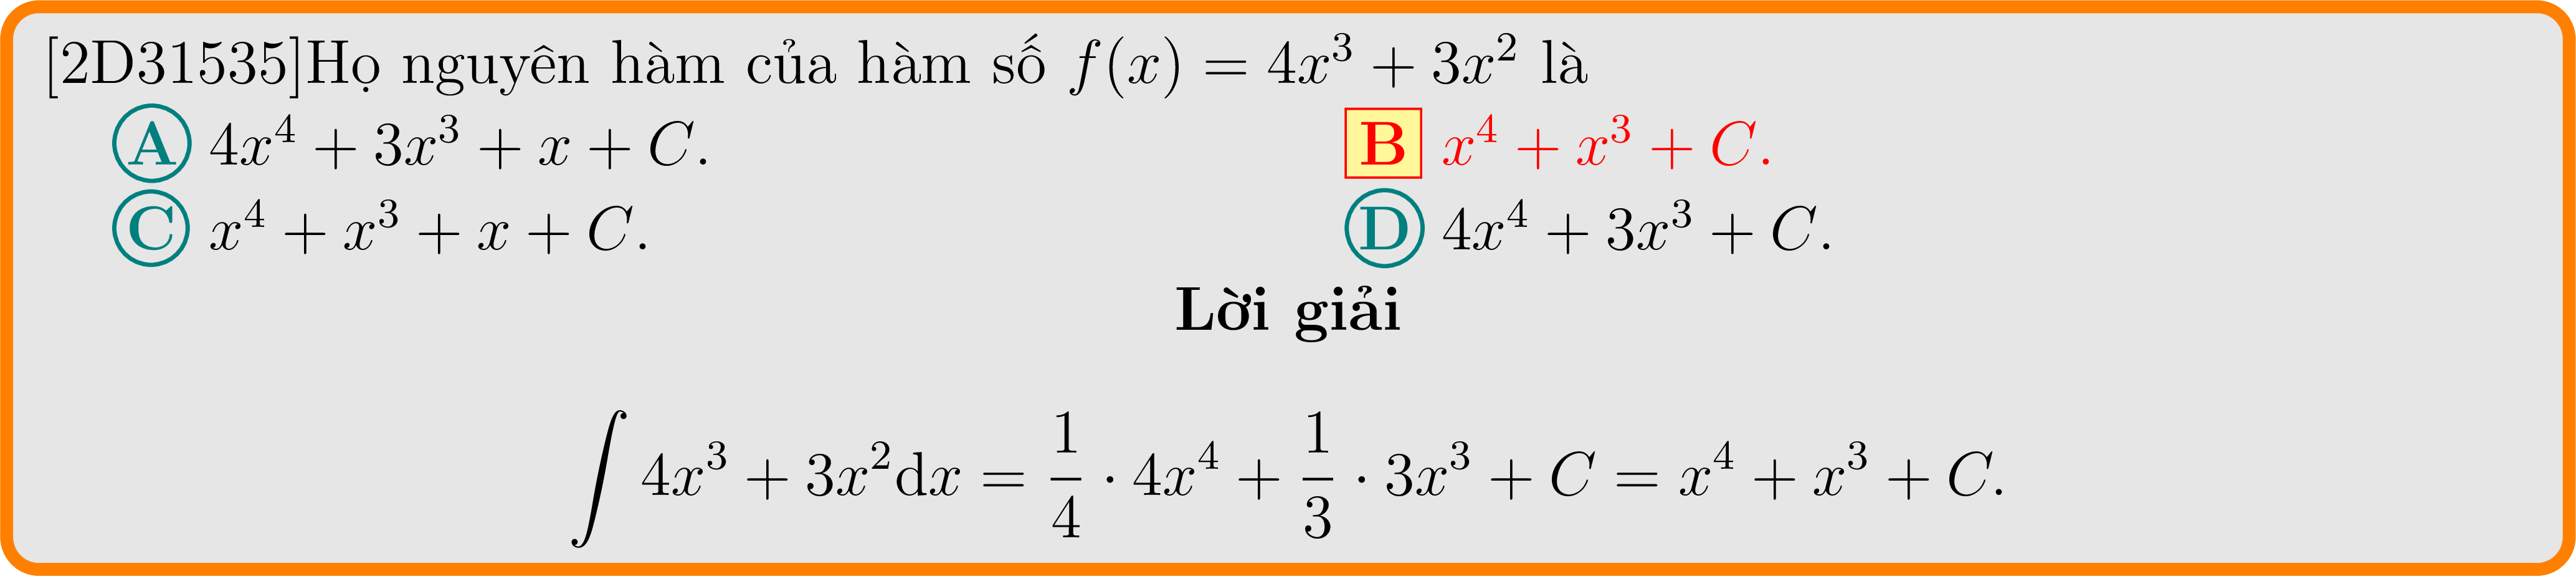 [2D31535]Họ nguyên hàm của hàm số $f(x) = 4x^3 + 3x^2$ là
A $4x^4 + 3x^3 + x + C.$ B $x^4 + x^3 + C.$
C $x^4 + x^3 + x + C.$ D $4x^4 + 3x^3 + C.$
Lời giải
$\int 4x^3 + 3x^2 \mathrm{d}x = \frac{1}{4} \cdot 4x^4 + \frac{1}{3} \cdot 3x^3 + C = x^4 + x^3 + C.$